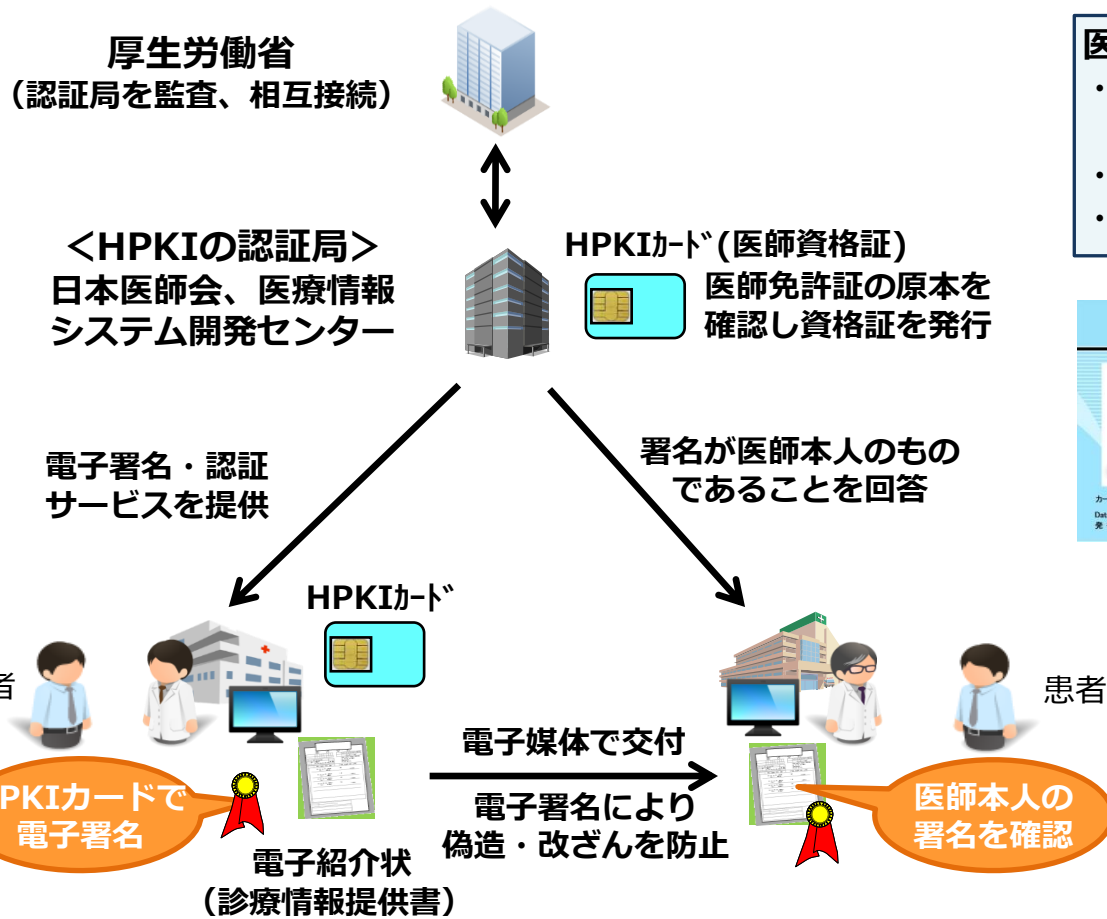 厚生労働省
（認証局を監査、相互接続）
＜HPKIの認証局＞
日本医師会、医療情報
システム開発センター
HPKIｶｰﾄﾞ(医師資格証)
医師免許証の原本を
確認し資格証を発行
電子署名・認証
サービスを提供
署名が医師本人のもの
であることを回答
HPKIｶｰﾄﾞ
者
患者
電子媒体で交付
電子署名により
偽造・改ざんを防止
PKIカードで
電子署名
医師本人の
署名を確認
電子紹介状
（診療情報提供書）
医
・
・
・
カー
Dat
発